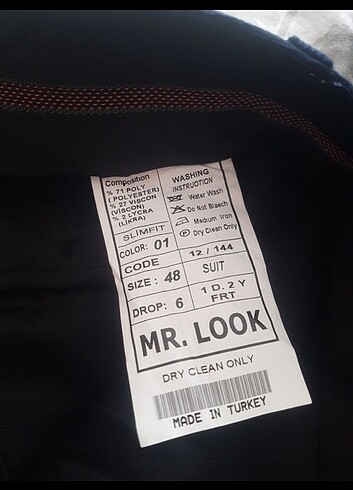 Composition
% 71 POLY
(POLYESTER)
% 27 VISCON
(VISCON)
% 2 LYCRA
(LIKRA)
WASHING
INSTRUOTION
Water Wash
Do Not Bleach
Medium Iron
P Dry Clean Only
SLIMFIT
COLOR: 01
12 / 144
CODE
SUIT
SIZE : 48
DROP: 6
1 D. 2 Y
FRT
MR. LOOK
DRY CLEAN ONLY
MADE IN TURKEY